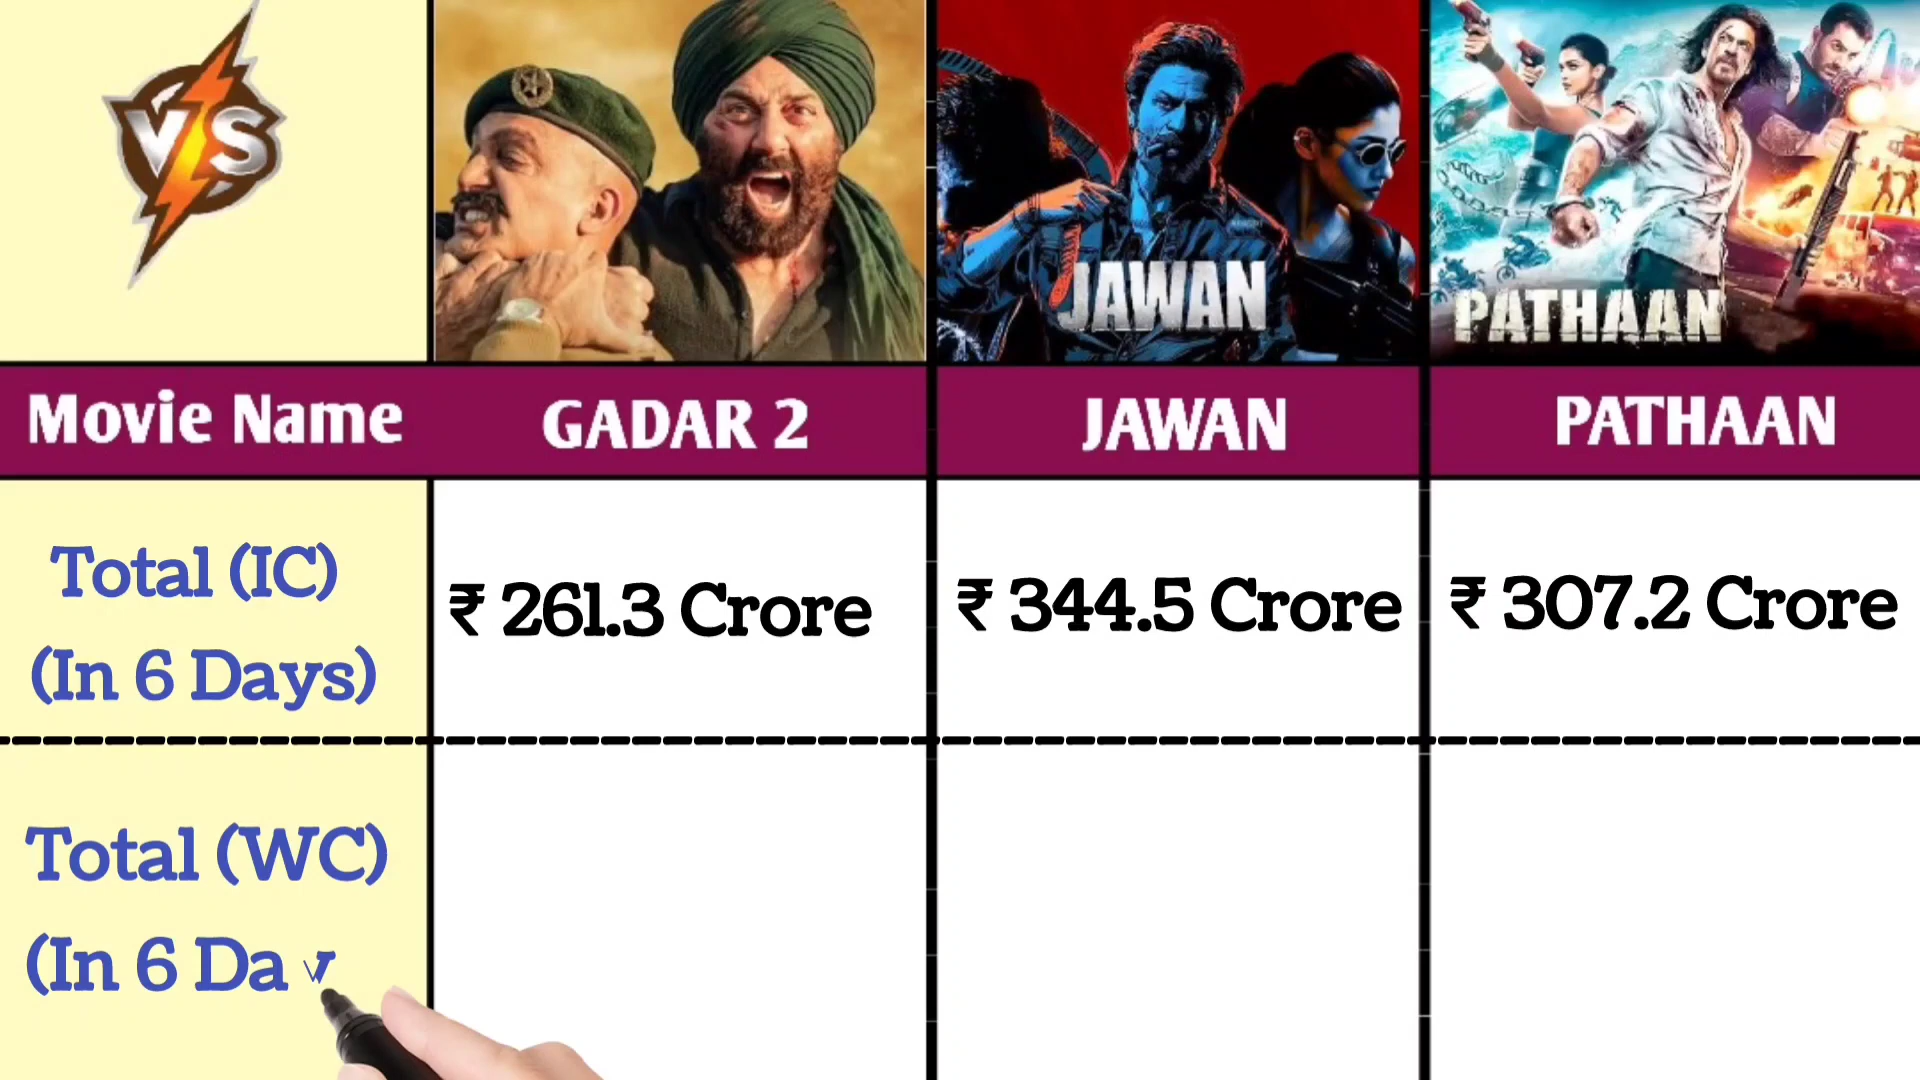 VS
JAWAN
PATHAAN
Movie Name
GADAR 2
JAWAN
PATHAAN
Total (IC)
(In 6 Days)
₹ 261.3 Crore
₹ 344.5 Crore
₹ 307.2 Crore
Total (WC)
(In 6 Day